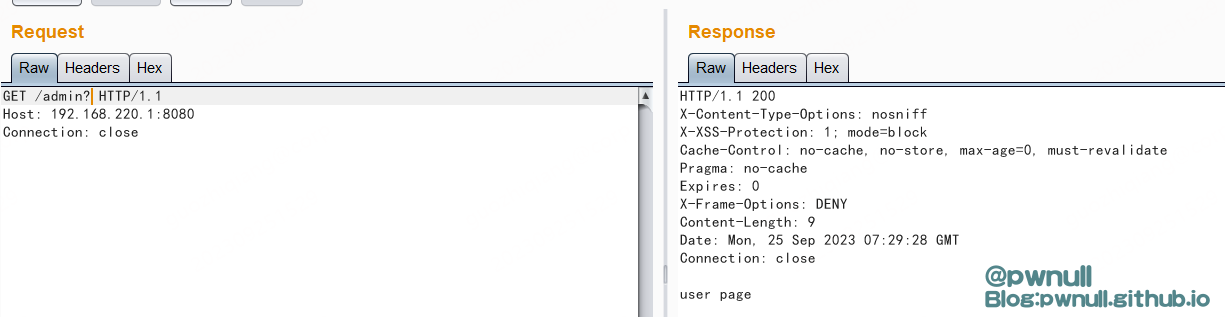 Request
Raw Headers Hex
GET /admin? HTTP/1.1
Host: 192.168.220.1:8080
Connection: close
Response
Raw Headers Hex
HTTP/1.1 200
X-Content-Type-Options: nosniff
X-XSS-Protection: 1; mode=block
Cache-Control: no-cache, no-store, max-age=0, must-revalidate
Pragma: no-cache
Expires: 0
X-Frame-Options: DENY
Content-Length: 9
Date: Mon, 25 Sep 2023 07:29:28 GMT
Connection: close
user page
@pwnull
Blog:pwnull.github.io